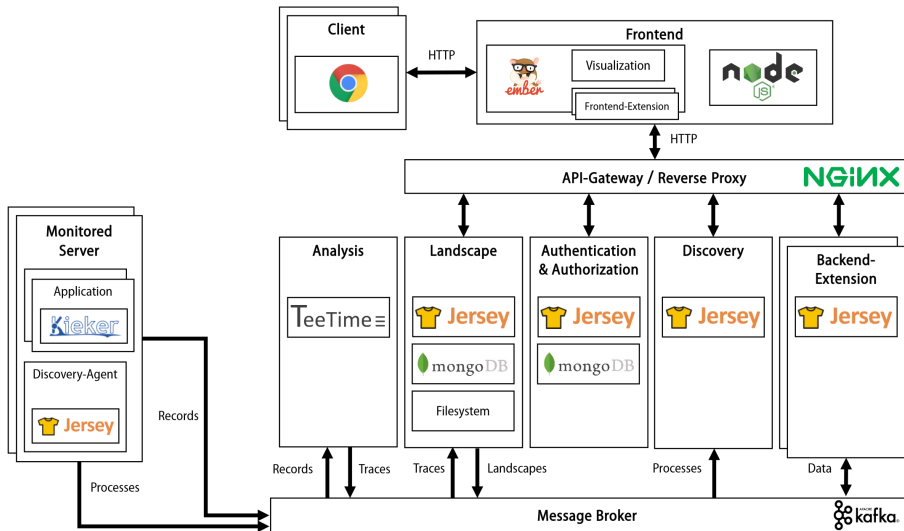 Client
HTTP
Frontend
ember
Visualization
Frontend-Extension
node
JS
HTTP
API-Gateway / Reverse Proxy
NGINX
Monitored
Server
Application
Kieker
Discovery-Agent
Jersey
Analysis
TeeTime
Landscape
Jersey
mongoDB
Filesystem
Authentication
& Authorization
Jersey
mongoDB
Discovery
Jersey
Backend-
Extension
Jersey
Records
Processes
Records
Traces
Traces
Landscapes
Processes
Data
Message Broker
APACHE
kafka